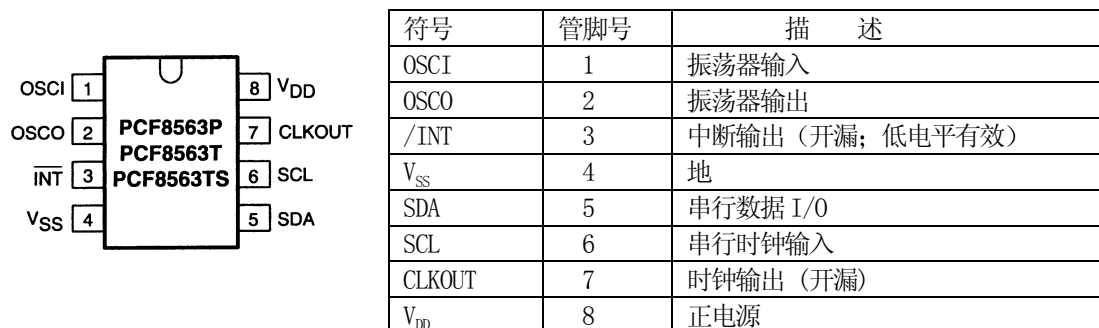 OSCI 1
OSCO 2
INT 3
VSS 4
PCF8563P
PCF8563T
PCF8563TS
8 VDD
7 CLKOUT
6 SCL
5 SDA
符号 管脚号 描 述
OSCI 1 振荡器输入
OSCO 2 振荡器输出
/INT 3 中断输出（开漏；低电平有效）
VSS 4 地
SDA 5 串行数据 I/O
SCL 6 串行时钟输入
CLKOUT 7 时钟输出（开漏）
VDD 8 正电源